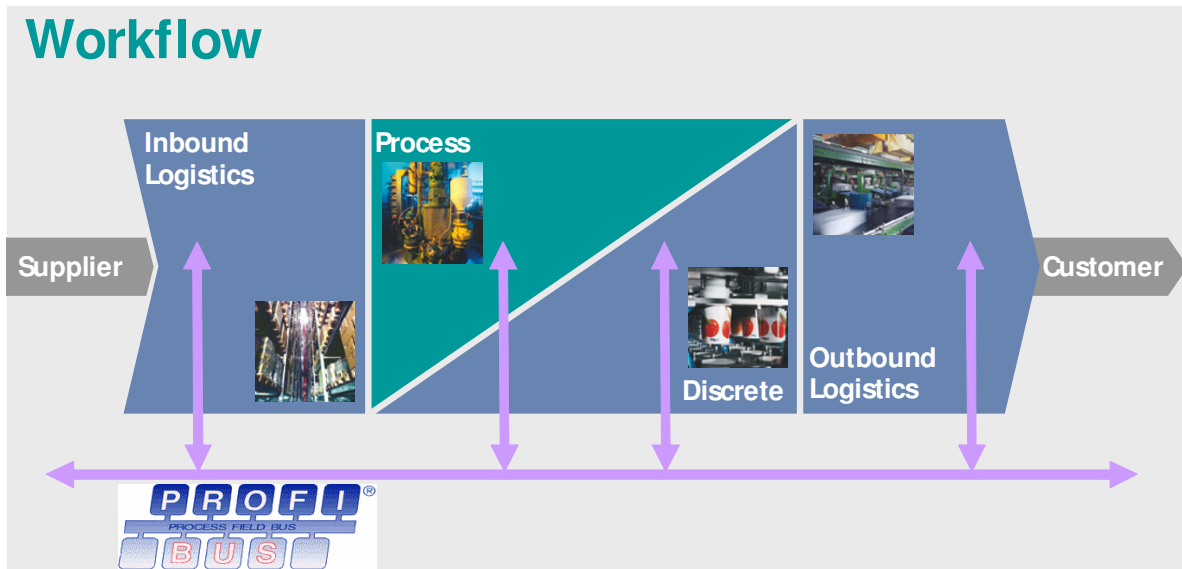 Workflow
Inbound
Logistics
Process
Supplier
Customer
Discrete
Outbound
Logistics
PROFI®
PROCESS FIELD BUS
BUS